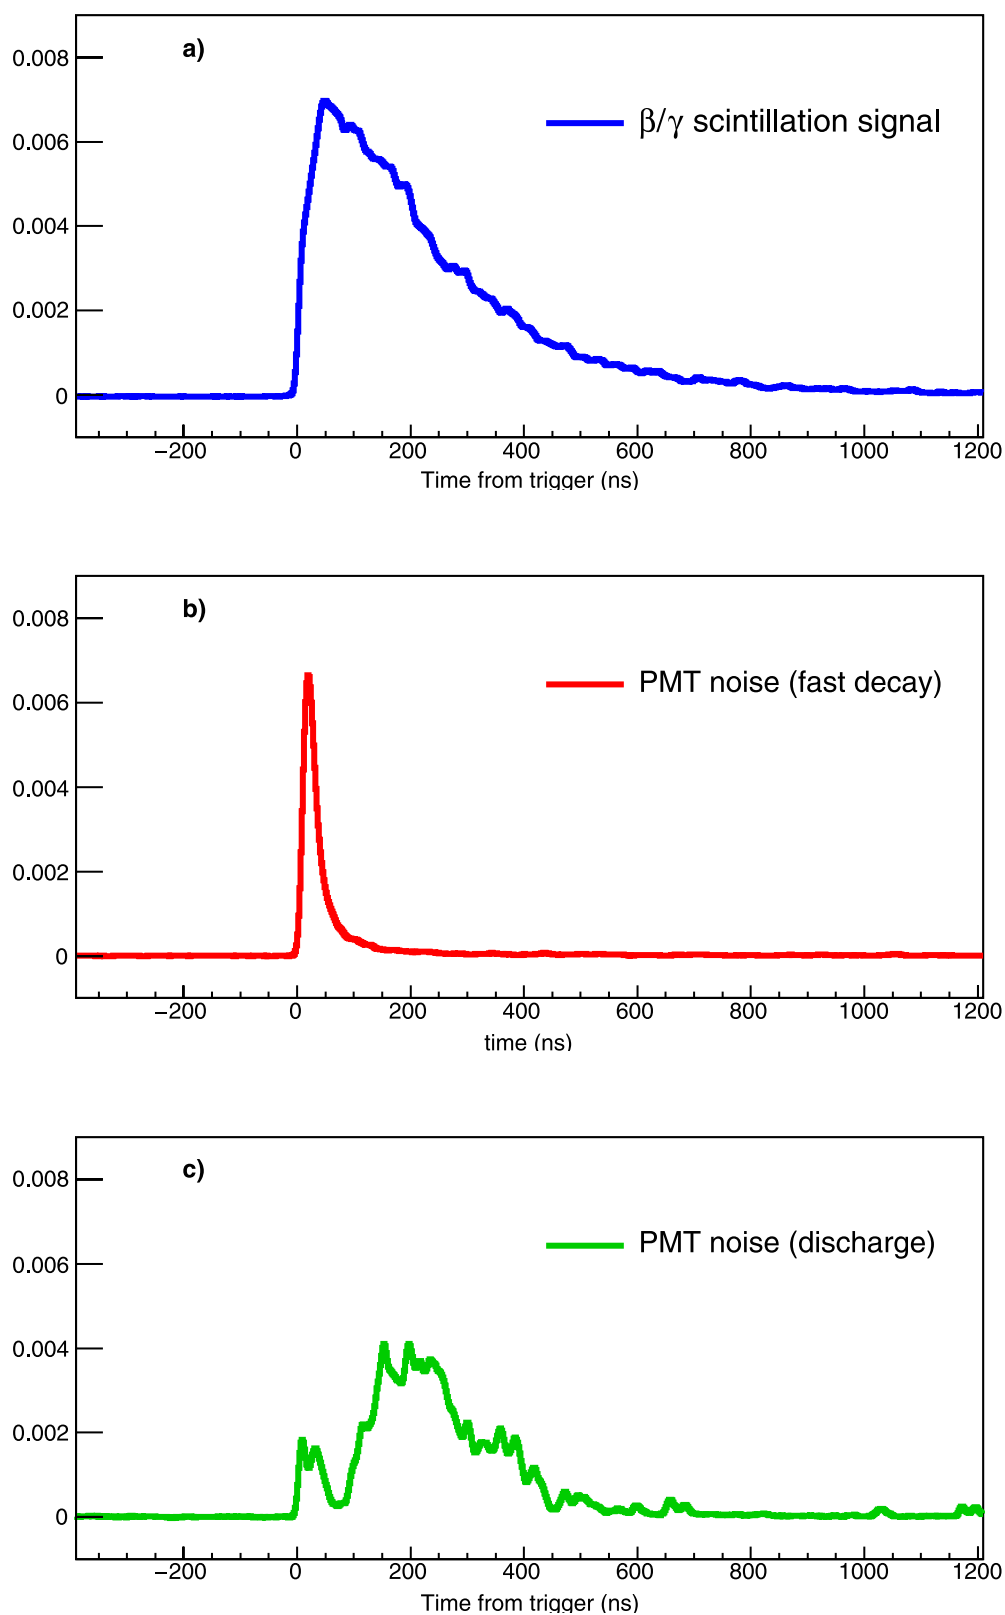 a)
0.008
β/γ scintillation signal
0.006
0.004
0.002
0
−200 0 200 400 600 800 1000 1200
Time from trigger (ns)
b)
0.008
PMT noise (fast decay)
0.006
0.004
0.002
0
−200 0 200 400 600 800 1000 1200
time (ns)
c)
0.008
PMT noise (discharge)
0.006
0.004
0.002
0
−200 0 200 400 600 800 1000 1200
Time from trigger (ns)